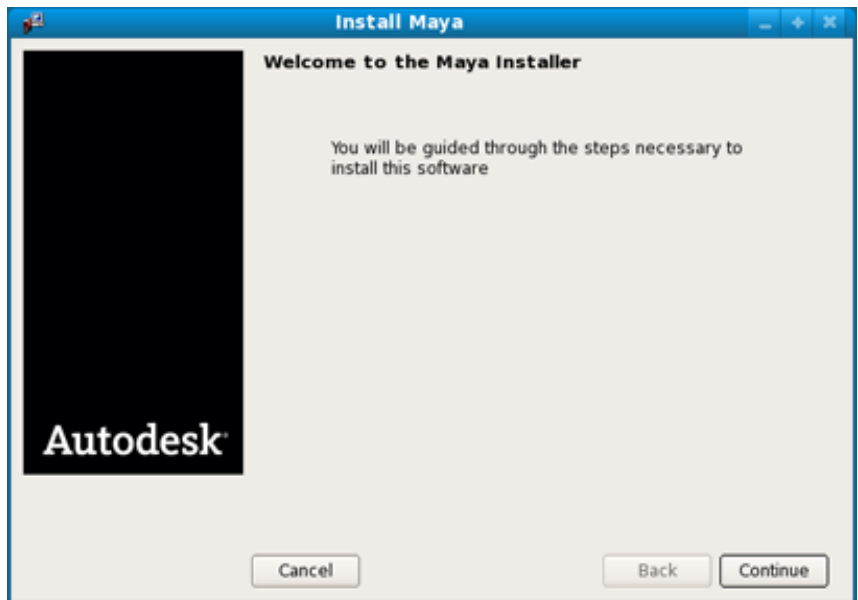 Install Maya
Welcome to the Maya Installer
You will be guided through the steps necessary to
install this software
Autodesk
Cancel
Back
Continue